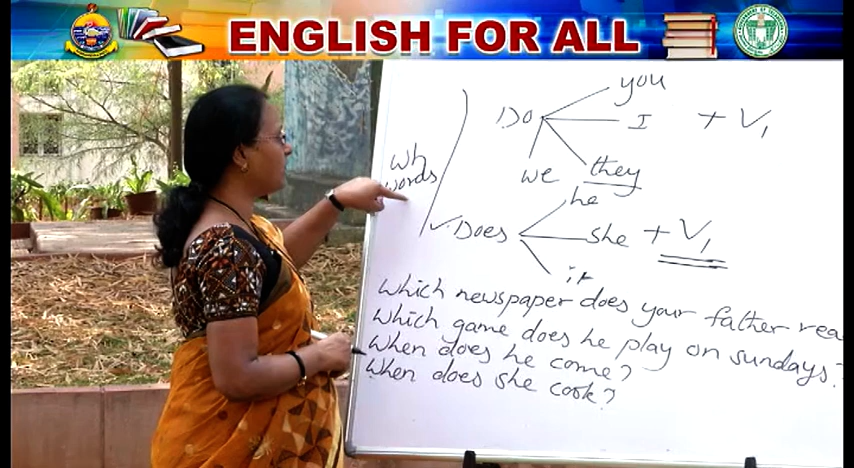 ENGLISH FOR ALL
you
Do I + V1
wh
words
we they
he
✓Does she + V1
it
Which newspaper does your father rea
Which game does he play on sundays?
When does he come?
When does she cook?